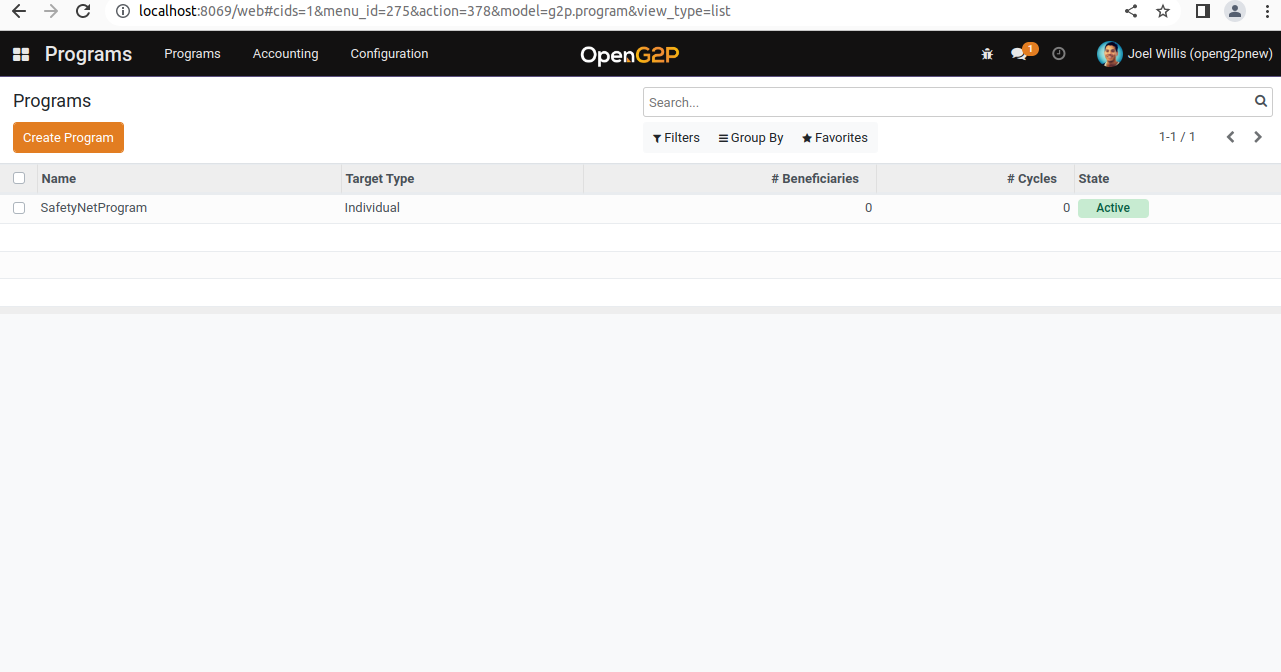 localhost:8069/web#cids=1&menu_id=275&action=378&model=g2p.program&view_type=list
Programs Programs Accounting Configuration OpenG2P 1 Joel Willis (openg2pnew)
Programs Search...
Create Program Filters Group By Favorites 1-1 / 1
Name Target Type # Beneficiaries # Cycles State
SafetyNetProgram Individual 0 0 Active